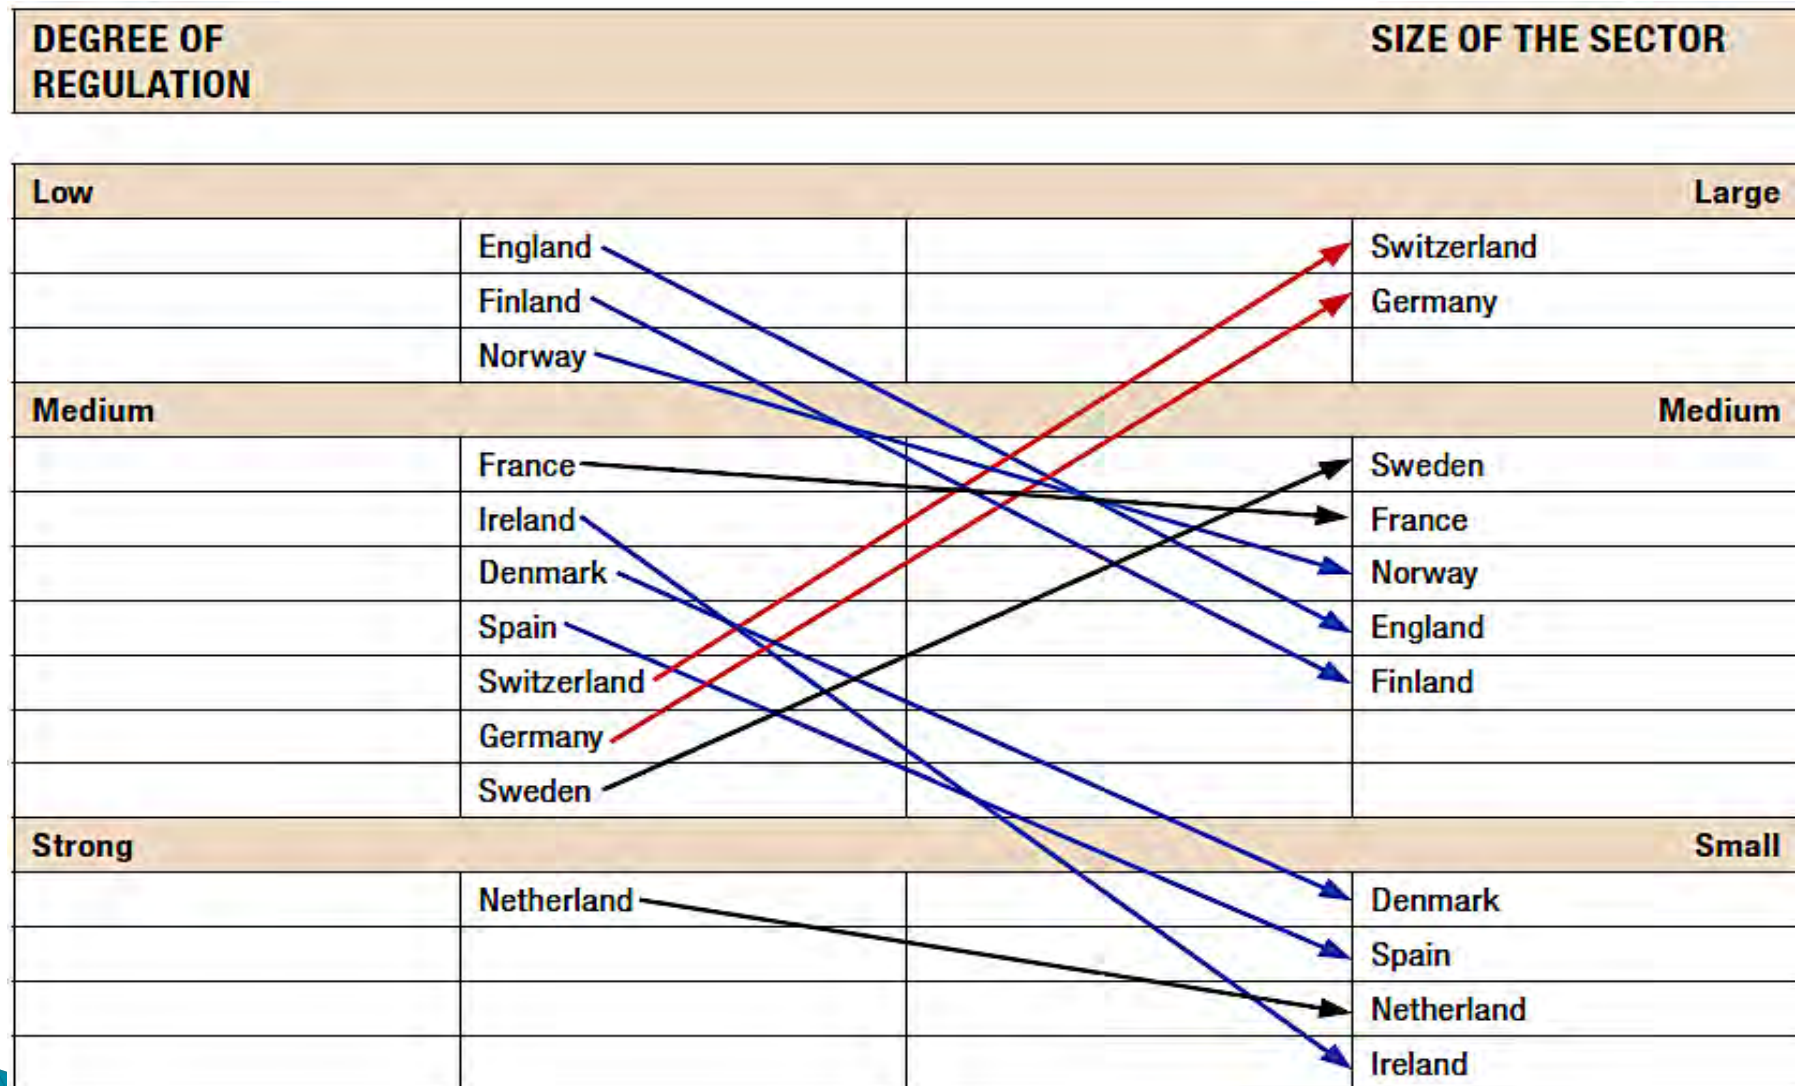 DEGREE OF
REGULATION
SIZE OF THE SECTOR
Low
Large
England
Switzerland
Finland
Germany
Norway
Medium
Medium
France
Sweden
Ireland
France
Denmark
Norway
Spain
England
Switzerland
Finland
Germany
Sweden
Strong
Small
Netherland
Denmark
Spain
Netherland
Ireland